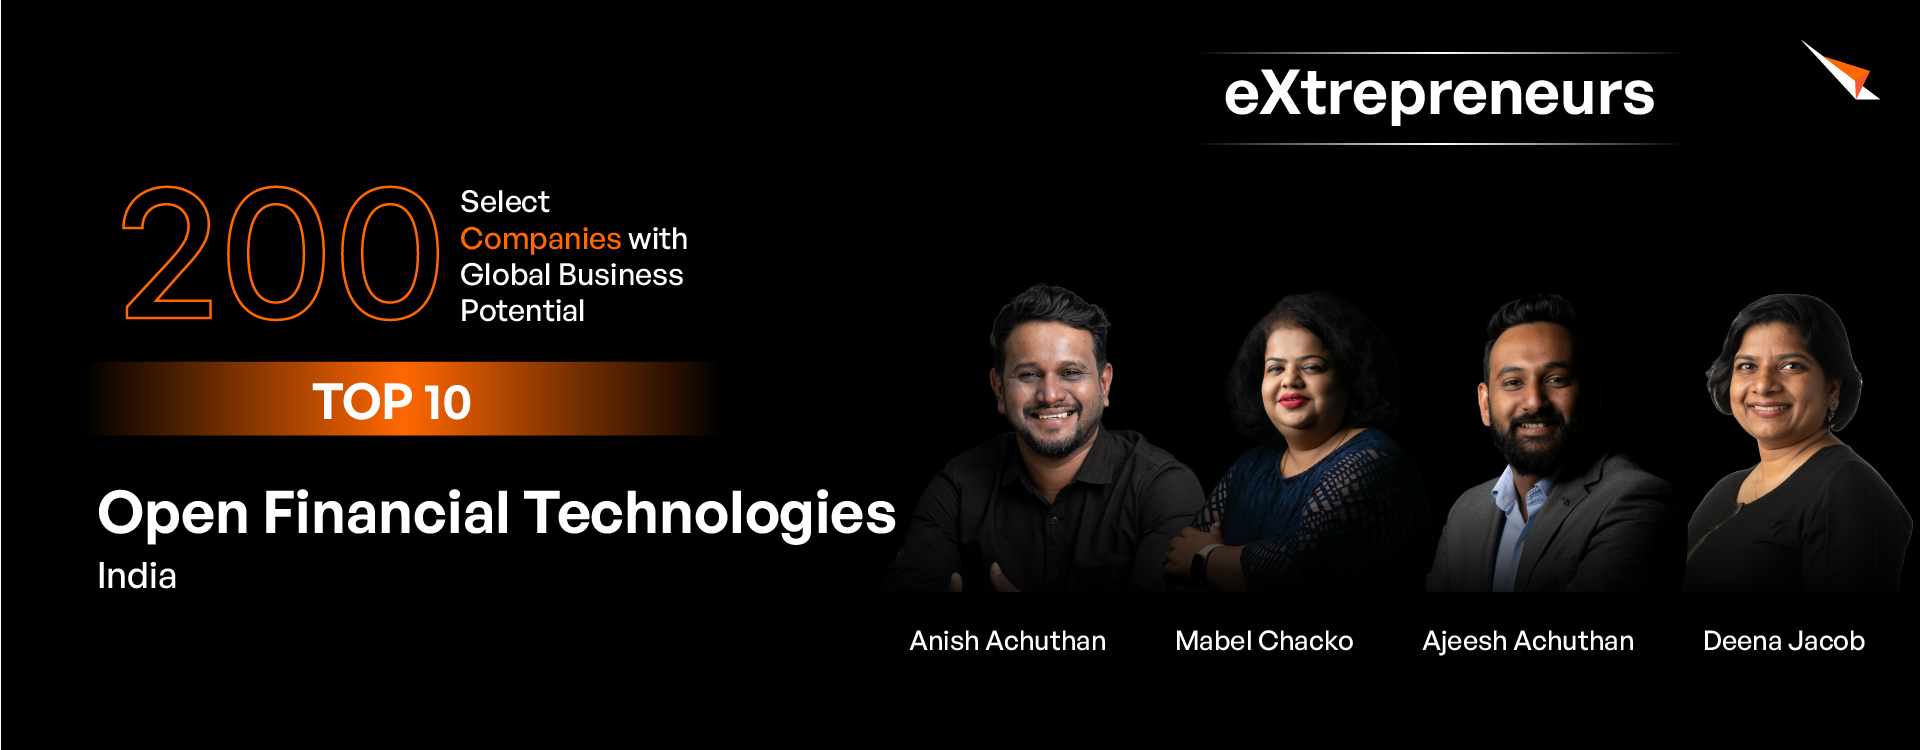 eXtrepreneurs
200
Select
Companies with
Global Business
Potential
TOP 10
Open Financial Technologies
India
Anish Achuthan
Mabel Chacko
Ajeesh Achuthan
Deena Jacob